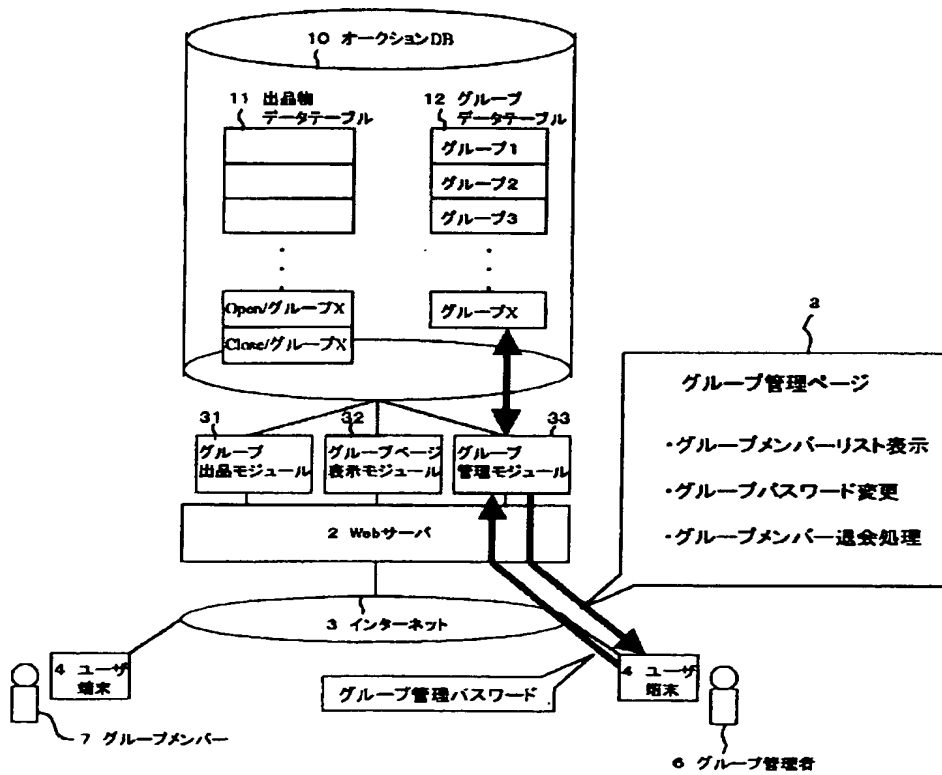 10 オークションDB
11 出品物
データテーブル
12 グループ
データテーブル
グループ1
グループ2
グループ3
Open/グループX
Close/グループX
グループX
a
グループ管理ページ
・グループメンバーリスト表示
・グループパスワード変更
・グループメンバー退会処理
31
グループ
出品モジュール
32
グループページ
表示モジュール
33
グループ
管理モジュール
2 Webサーバ
3 インターネット
4 ユーザ
端末
グループ管理パスワード
4 ユーザ
端末
7 グループメンバー
6 グループ管理者